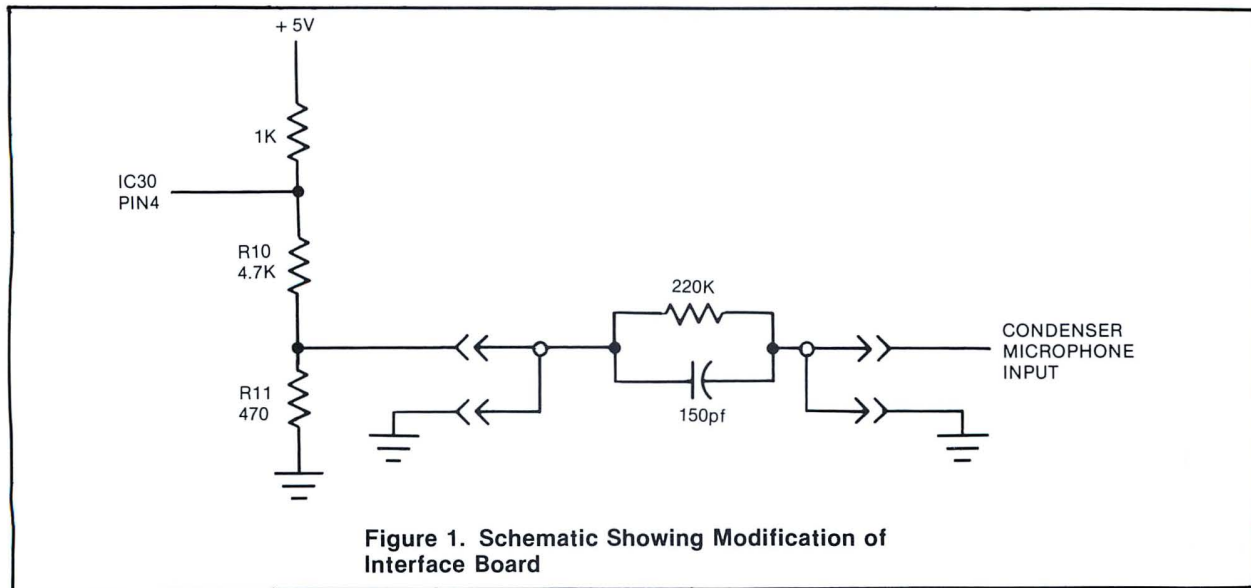 + 5V
1K
IC30
PIN4
R10
4.7K
220K
CONDENSER
MICROPHONE
INPUT
R11
470
150pf
Figure 1. Schematic Showing Modification of
Interface Board